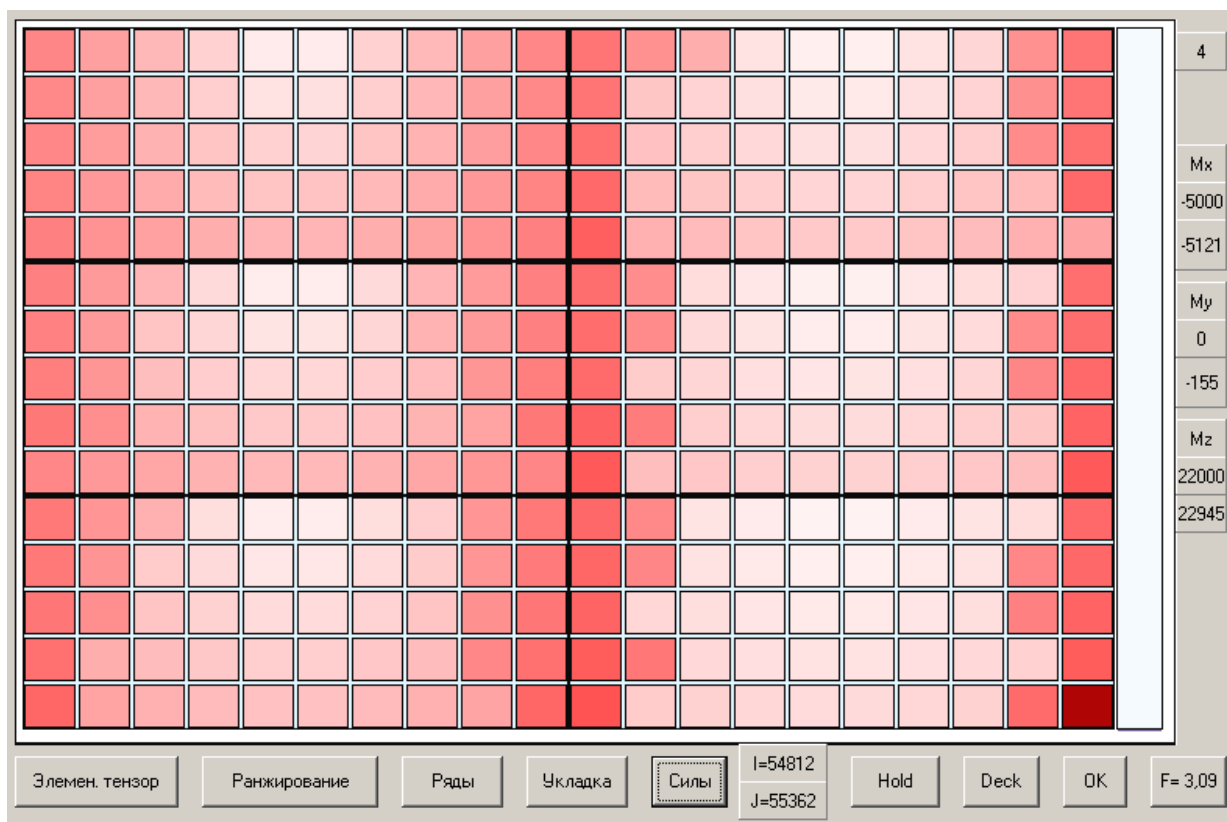 4
Mx
-5000
-5121
My
0
-155
Mz
22000
22945
Элемен. тензор
Ранжирование
Ряды
Укладка
Силы
I=54812
J=55362
Hold
Deck
OK
F= 3,09